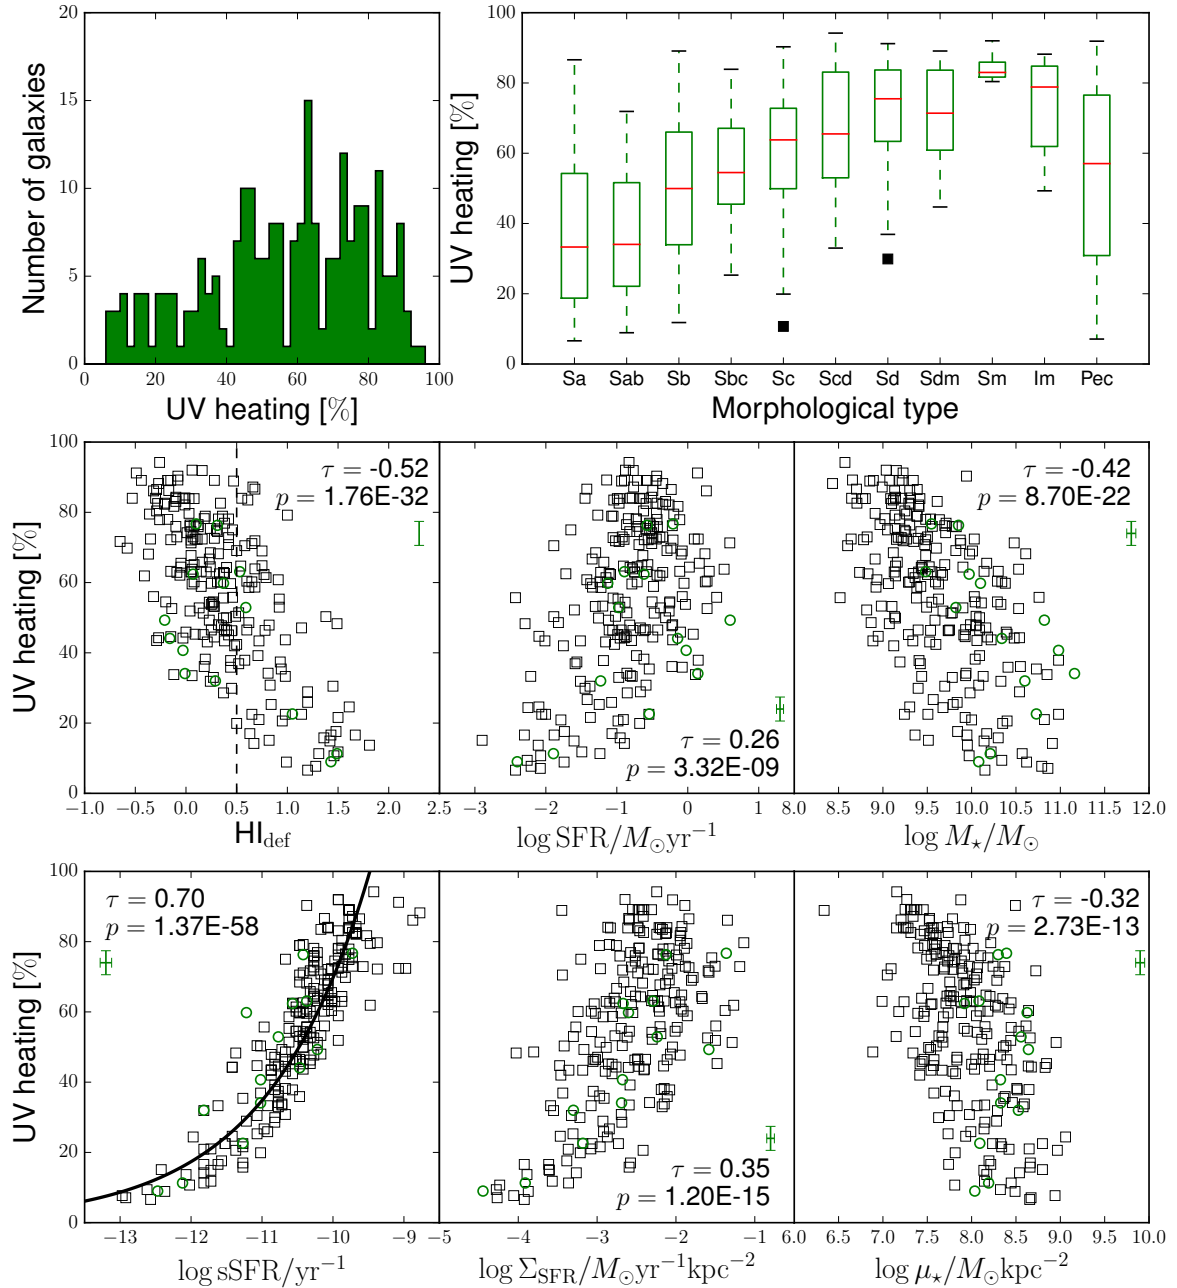 20
15
10
5
0
Number of galaxies
0 20 40 60 80 100
UV heating [%]
100
80
60
40
20
0
UV heating [%]
Sa Sab Sb Sbc Sc Scd Sd Sdm Sm Im Pec
Morphological type
100
80
60
40
20
0
UV heating [%]
τ = -0.52
p = 1.76E-32
−1.0 −0.5 0.0 0.5 1.0 1.5 2.0 2.5
HI_def
τ = 0.26
p = 3.32E-09
−3 −2 −1 0 1
log SFR/M⊙yr⁻¹
τ = -0.42
p = 8.70E-22
8.0 8.5 9.0 9.5 10.0 10.5 11.0 11.5 12.0
log M⋆/M⊙
100
80
60
40
20
0
UV heating [%]
τ = 0.70
p = 1.37E-58
−13 −12 −11 −10 −9
log sSFR/yr⁻¹
τ = 0.35
p = 1.20E-15
−5 −4 −3 −2 −1
log Σ_SFR/M⊙yr⁻¹kpc⁻²
τ = -0.32
p = 2.73E-13
6.0 6.5 7.0 7.5 8.0 8.5 9.0 9.5 10.0
log μ⋆/M⊙kpc⁻²